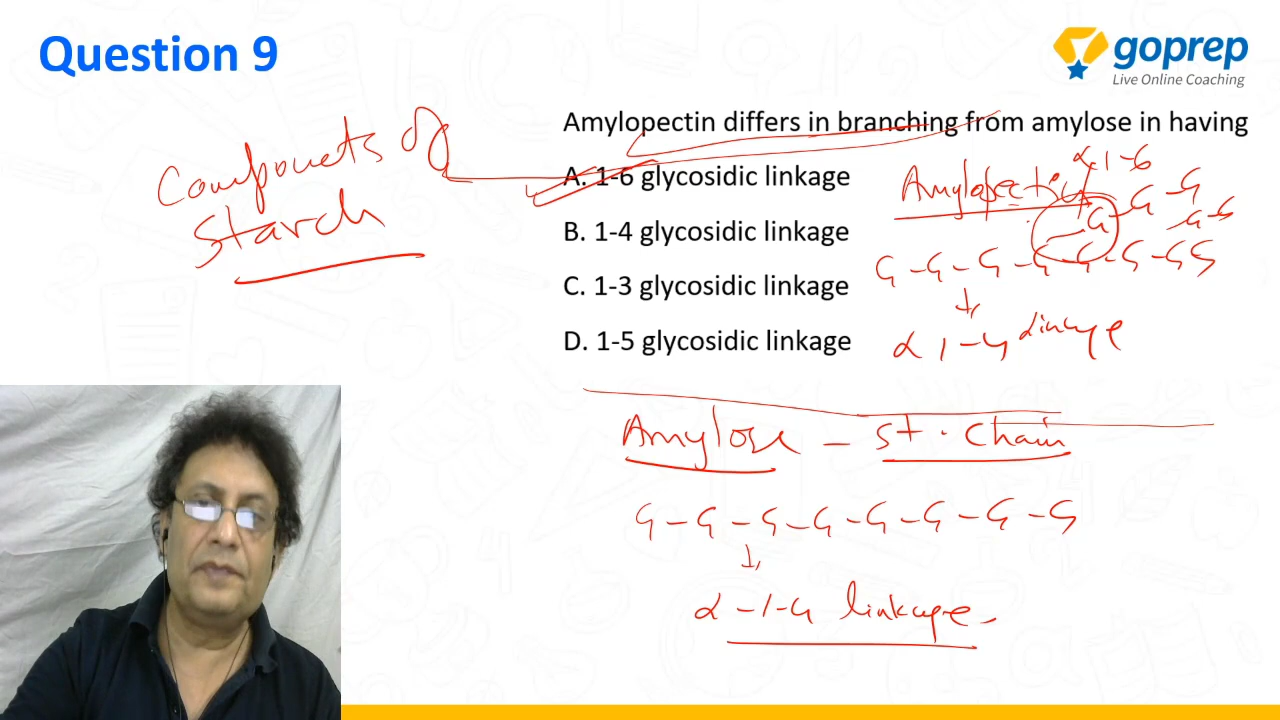 Question 9
goprep
Live Online Coaching
Components of
starch
Amylopectin differs in branching from amylose in having
A. 1-6 glycosidic linkage
B. 1-4 glycosidic linkage
C. 1-3 glycosidic linkage
D. 1-5 glycosidic linkage
α 1-6
Amylopectin
G - G - G
G - G
G - G - G - G - G - G - G G
α 1-4 linkage
Amylose - st. chain
G - G - G - G - G - G - G - G
α -1-4 linkage